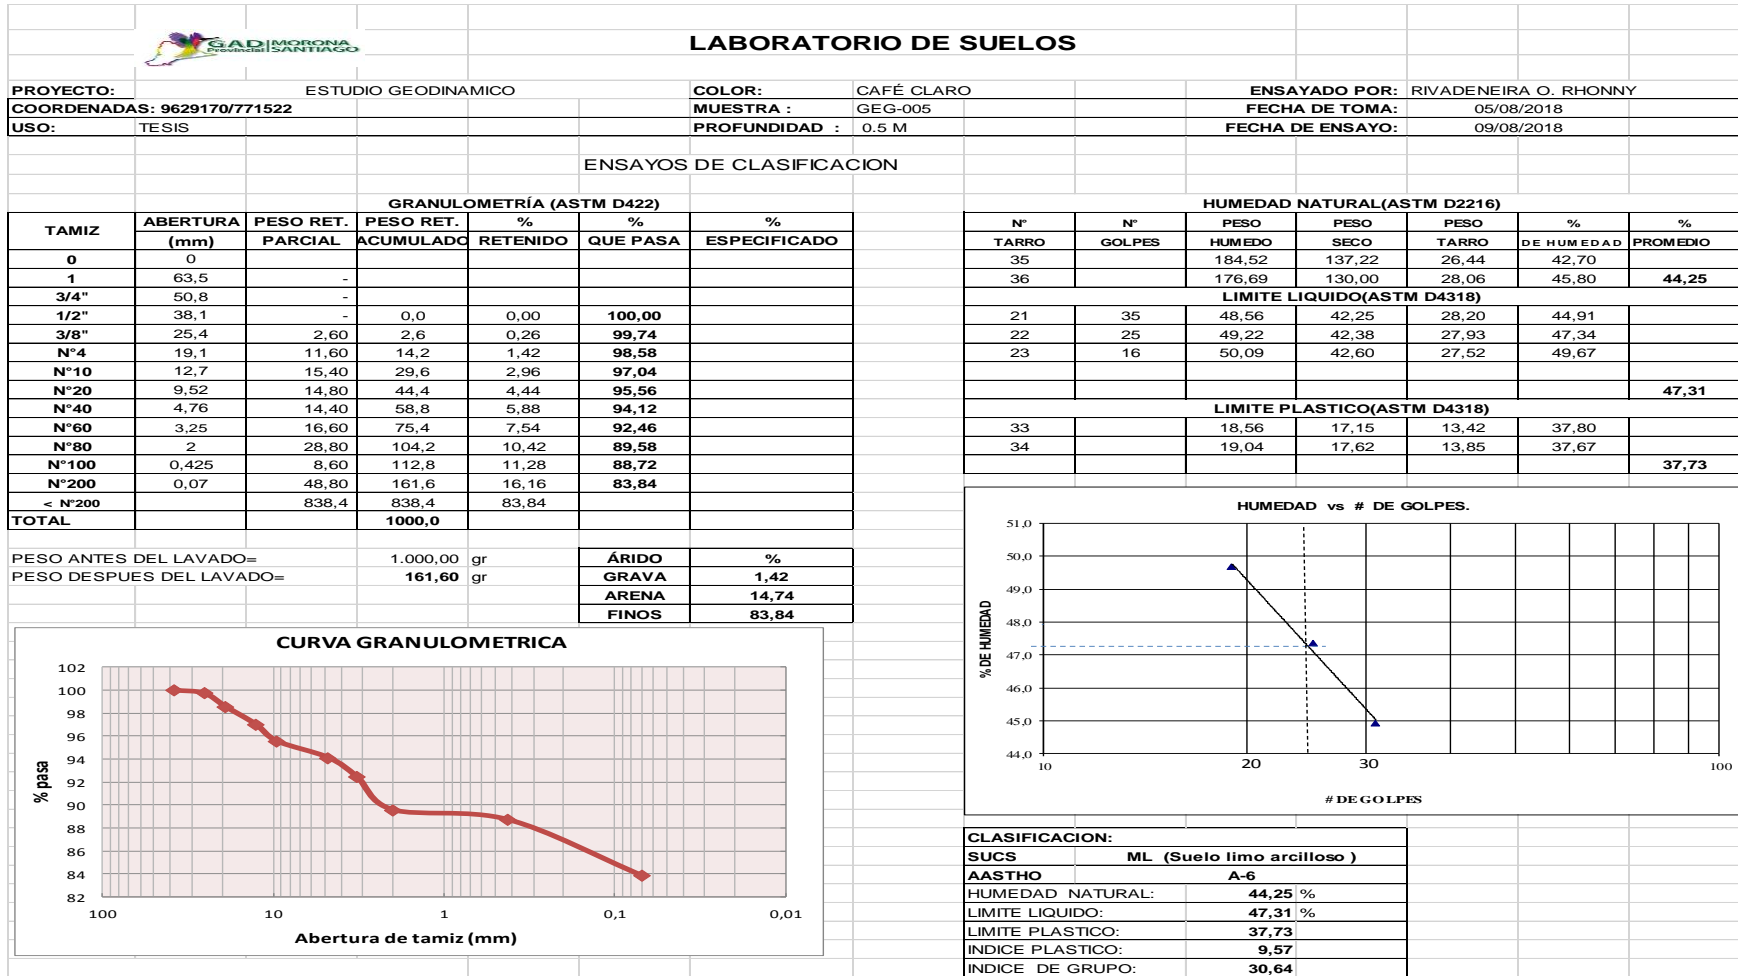 GAD MORONA
Provincial SANTIAGO
LABORATORIO DE SUELOS
PROYECTO: ESTUDIO GEODINAMICO COLOR: CAFÉ CLARO ENSAYADO POR: RIVADENEIRA O. RHONNY
COORDENADAS: 9629170/771522 MUESTRA : GEG-005 FECHA DE TOMA: 05/08/2018
USO: TESIS PROFUNDIDAD : 0.5 M FECHA DE ENSAYO: 09/08/2018
ENSAYOS DE CLASIFICACION
GRANULOMETRÍA (ASTM D422)
TAMIZ ABERTURA PESO RET. PESO RET. % % %
(mm) PARCIAL ACUMULADO RETENIDO QUE PASA ESPECIFICADO
0 0
1 63,5 -
3/4" 50,8 -
1/2" 38,1 - 0,0 0,00 100,00
3/8" 25,4 2,60 2,6 0,26 99,74
N°4 19,1 11,60 14,2 1,42 98,58
N°10 12,7 15,40 29,6 2,96 97,04
N°20 9,52 14,80 44,4 4,44 95,56
N°40 4,76 14,40 58,8 5,88 94,12
N°60 3,25 16,60 75,4 7,54 92,46
N°80 2 28,80 104,2 10,42 89,58
N°100 0,425 8,60 112,8 11,28 88,72
N°200 0,07 48,80 161,6 16,16 83,84
< N°200 838,4 838,4 83,84
TOTAL 1000,0
PESO ANTES DEL LAVADO= 1.000,00 gr
PESO DESPUES DEL LAVADO= 161,60 gr
ÁRIDO %
GRAVA 1,42
ARENA 14,74
FINOS 83,84
CURVA GRANULOMETRICA
102
100
98
96
94
92
90
88
86
84
82
% pasa
100 10 1 0,1 0,01
Abertura de tamiz (mm)
HUMEDAD NATURAL(ASTM D2216)
N° N° PESO PESO PESO % %
TARRO GOLPES HUMEDO SECO TARRO DE HUMEDAD PROMEDIO
35 184,52 137,22 26,44 42,70
36 176,69 130,00 28,06 45,80 44,25
LIMITE LIQUIDO(ASTM D4318)
21 35 48,56 42,25 28,20 44,91
22 25 49,22 42,38 27,93 47,34
23 16 50,09 42,60 27,52 49,67
47,31
LIMITE PLASTICO(ASTM D4318)
33 18,56 17,15 13,42 37,80
34 19,04 17,62 13,85 37,67
37,73
HUMEDAD vs # DE GOLPES.
51,0
50,0
49,0
48,0
47,0
46,0
45,0
44,0
% DE HUMEDAD
10 20 30 100
# DE GOLPES
CLASIFICACION:
SUCS ML (Suelo limo arcilloso )
AASTHO A-6
HUMEDAD NATURAL: 44,25 %
LIMITE LIQUIDO: 47,31 %
LIMITE PLASTICO: 37,73
INDICE PLASTICO: 9,57
INDICE DE GRUPO: 30,64